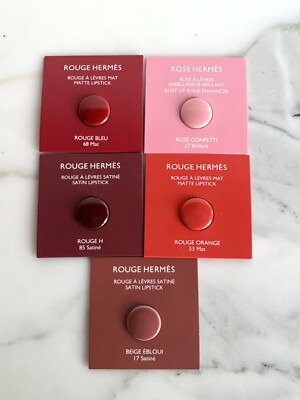 ROUGE HERMÈS
ROUGE À LÈVRES MAT
MATTE LIPSTICK
ROUGE BLEU
68 Mat
ROSE HERMÈS
ROSE À LÈVRES
EMBELLISSEUR BRILLANT
ROSY LIP SHINE ENHANCER
ROSE CONFETTI
27 Brillant
ROUGE HERMÈS
ROUGE À LÈVRES SATINÉ
SATIN LIPSTICK
ROUGE H
85 Satiné
ROUGE HERMÈS
ROUGE À LÈVRES MAT
MATTE LIPSTICK
ROUGE ORANGE
53 Mat
ROUGE HERMÈS
ROUGE À LÈVRES SATINÉ
SATIN LIPSTICK
BEIGE ÉBLOUI
17 Satiné